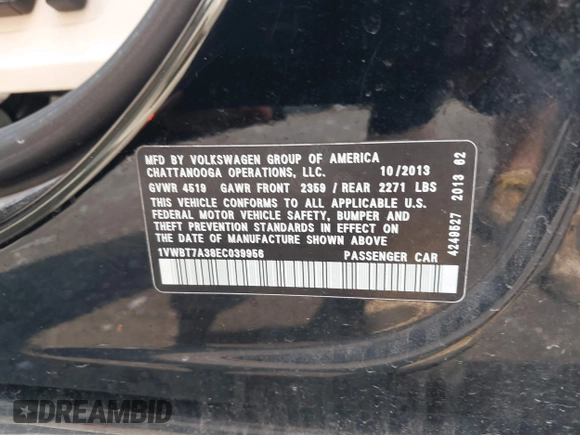 MFD BY VOLKSWAGEN GROUP OF AMERICA
CHATTANOOGA OPERATIONS, LLC. 10/2013
GVWR 4519 GAWR FRONT 2359 / REAR 2271 LBS
THIS VEHICLE CONFORMS TO ALL APPLICABLE U.S.
FEDERAL MOTOR VEHICLE SAFETY, BUMPER AND
THEFT PREVENTION STANDARDS IN EFFECT ON
THE DATE OF MANUFACTURE SHOWN ABOVE
1VWBT7A38EC039956 PASSENGER CAR
4249527 2013 62
DREAMBID